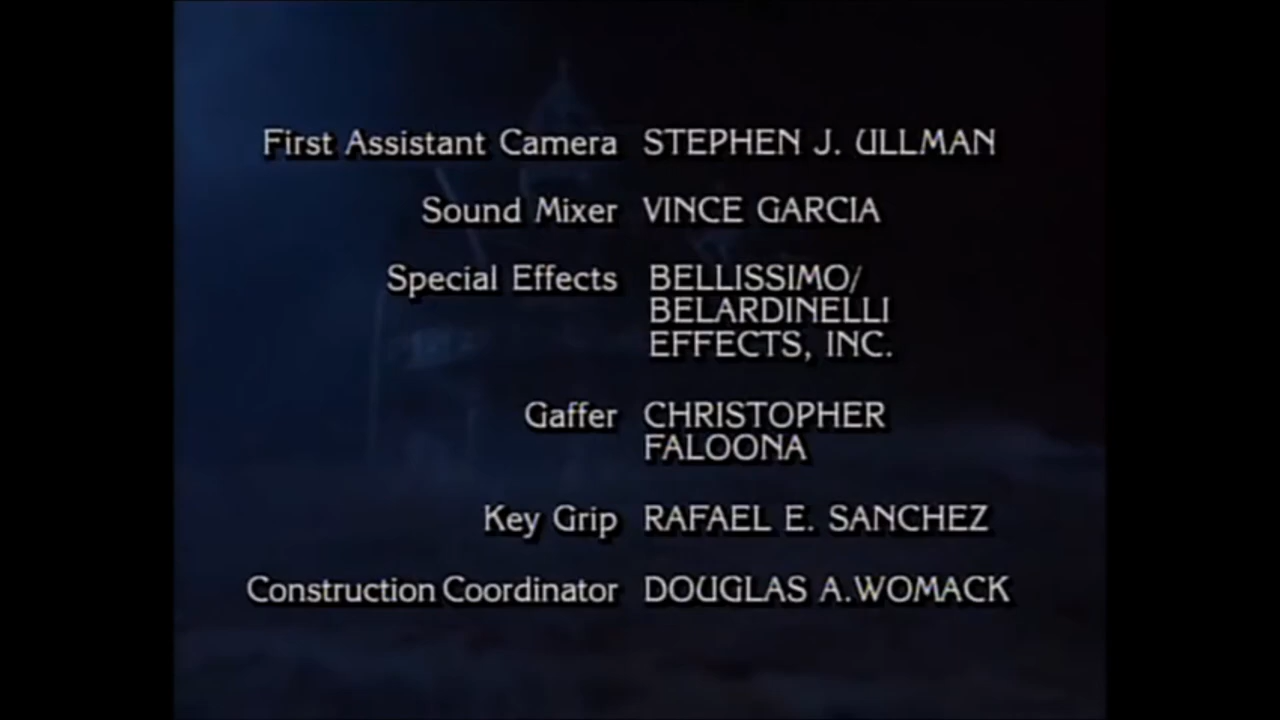 First Assistant Camera STEPHEN J. ULLMAN
Sound Mixer VINCE GARCIA
Special Effects BELLISSIMO/
BELARDINELLI
EFFECTS, INC.
Gaffer CHRISTOPHER
FALOONA
Key Grip RAFAEL E. SANCHEZ
Construction Coordinator DOUGLAS A.WOMACK